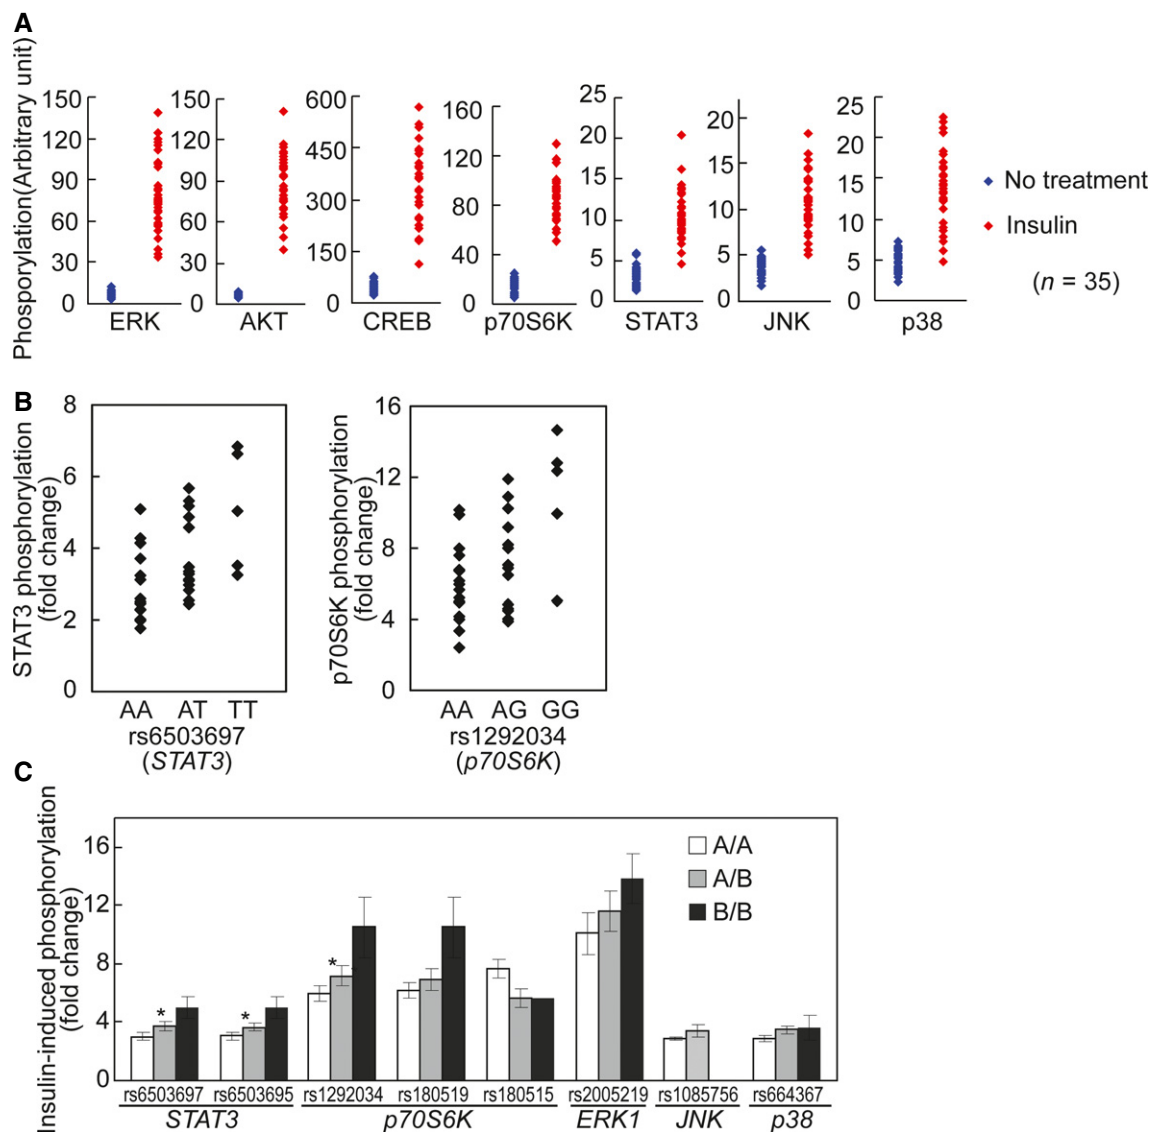 A
Phosporylation(Arbitrary unit)
150 120 90 60 30 0
150 120 90 60 30 0
600 450 300 150 0
160 120 80 40 0
25 20 15 10 5 0
20 15 10 5 0
25 20 15 10 5 0
ERK AKT CREB p70S6K STAT3 JNK p38
No treatment
Insulin
(n = 35)
B
STAT3 phosphorylation
(fold change)
8 6 4 2 0
AA AT TT
rs6503697
(STAT3)
p70S6K phosphorylation
(fold change)
16 12 8 4 0
AA AG GG
rs1292034
(p70S6K)
C
Insulin-induced phosphorylation
(fold change)
16 12 8 4 0
* * *
A/A
A/B
B/B
rs6503697 rs6503695 rs1292034 rs180519 rs180515 rs2005219 rs1085756 rs664367
STAT3 p70S6K ERK1 JNK p38